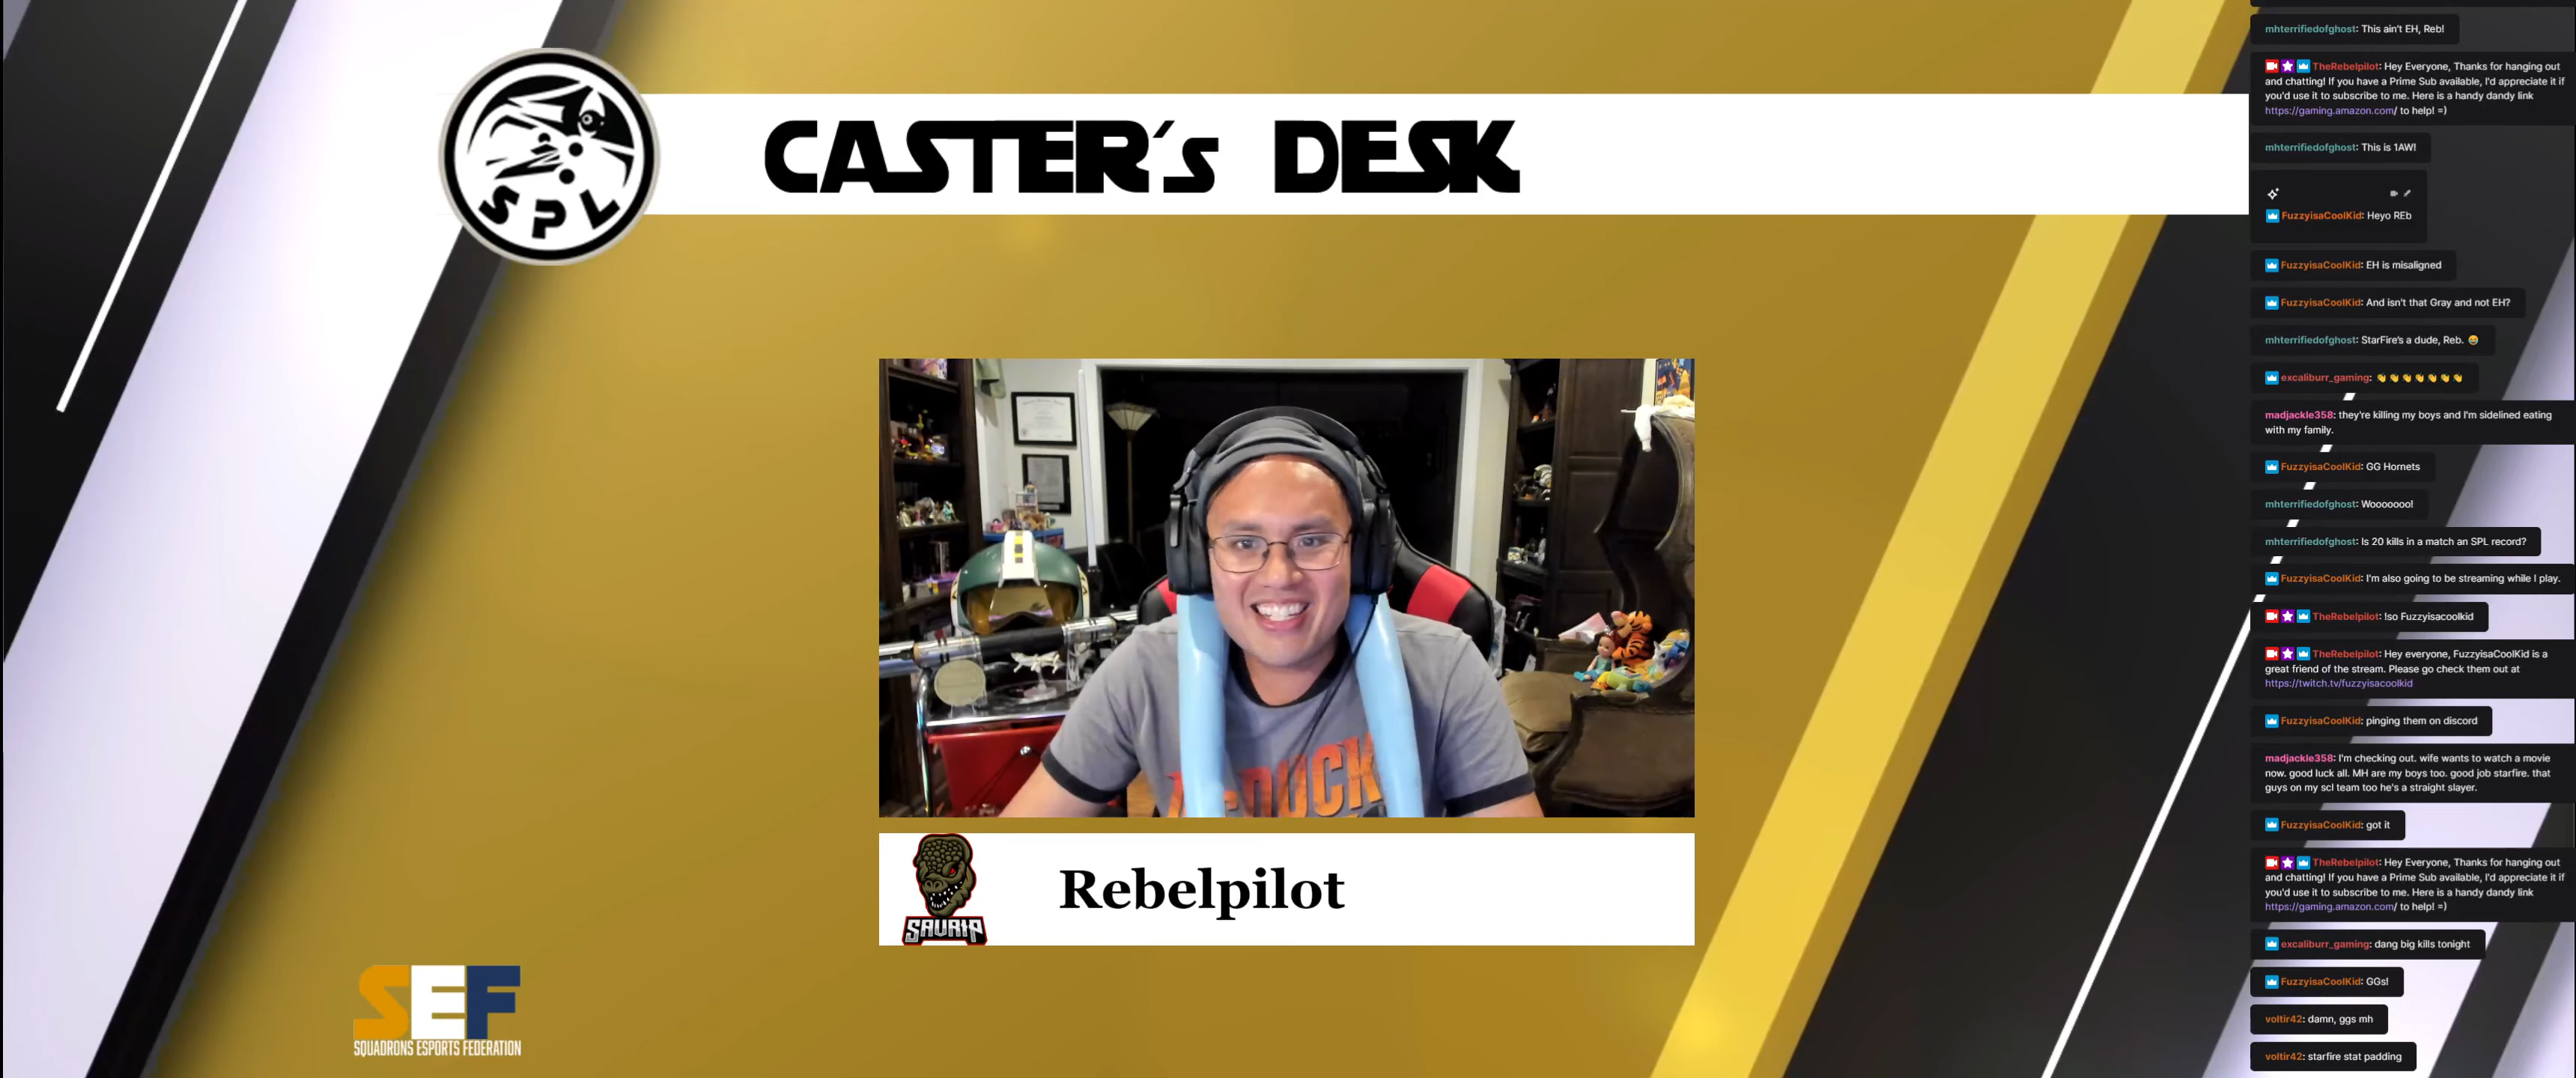 CASTER's DESK
SPL
DUCK
SAURIP
Rebelpilot
SEF
SQUADRONS ESPORTS FEDERATION
mhterrifiedofghost: This ain't EH, Reb!
TheRebelpilot: Hey Everyone, Thanks for hanging out
and chatting! If you have a Prime Sub available, I'd appreciate it if
you'd use it to subscribe to me. Here is a handy dandy link
https://gaming.amazon.com/ to help! =)
mhterrifiedofghost: This is 1AW!
FuzzyisaCoolKid: Heyo REb
FuzzyisaCoolKid: EH is misaligned
FuzzyisaCoolKid: And isn't that Gray and not EH?
mhterrifiedofghost: StarFire's a dude, Reb. 😂
excaliburr_gaming: 👏👏👏👏👏👏👏
madjackle358: they're killing my boys and I'm sidelined eating
with my family.
FuzzyisaCoolKid: GG Hornets
mhterrifiedofghost: Wooooooo!
mhterrifiedofghost: Is 20 kills in a match an SPL record?
FuzzyisaCoolKid: I'm also going to be streaming while I play.
TheRebelpilot: !so Fuzzyisacoolkid
TheRebelpilot: Hey everyone, FuzzyisaCoolKid is a
great friend of the stream. Please go check them out at
https://twitch.tv/fuzzyisacoolkid
FuzzyisaCoolKid: pinging them on discord
madjackle358: I'm checking out. wife wants to watch a movie
now. good luck all. MH are my boys too. good job starfire. that
guys on my scl team too he's a straight slayer.
FuzzyisaCoolKid: got it
TheRebelpilot: Hey Everyone, Thanks for hanging out
and chatting! If you have a Prime Sub available, I'd appreciate it if
you'd use it to subscribe to me. Here is a handy dandy link
https://gaming.amazon.com/ to help! =)
excaliburr_gaming: dang big kills tonight
FuzzyisaCoolKid: GGs!
voltir42: damn, ggs mh
voltir42: starfire stat padding